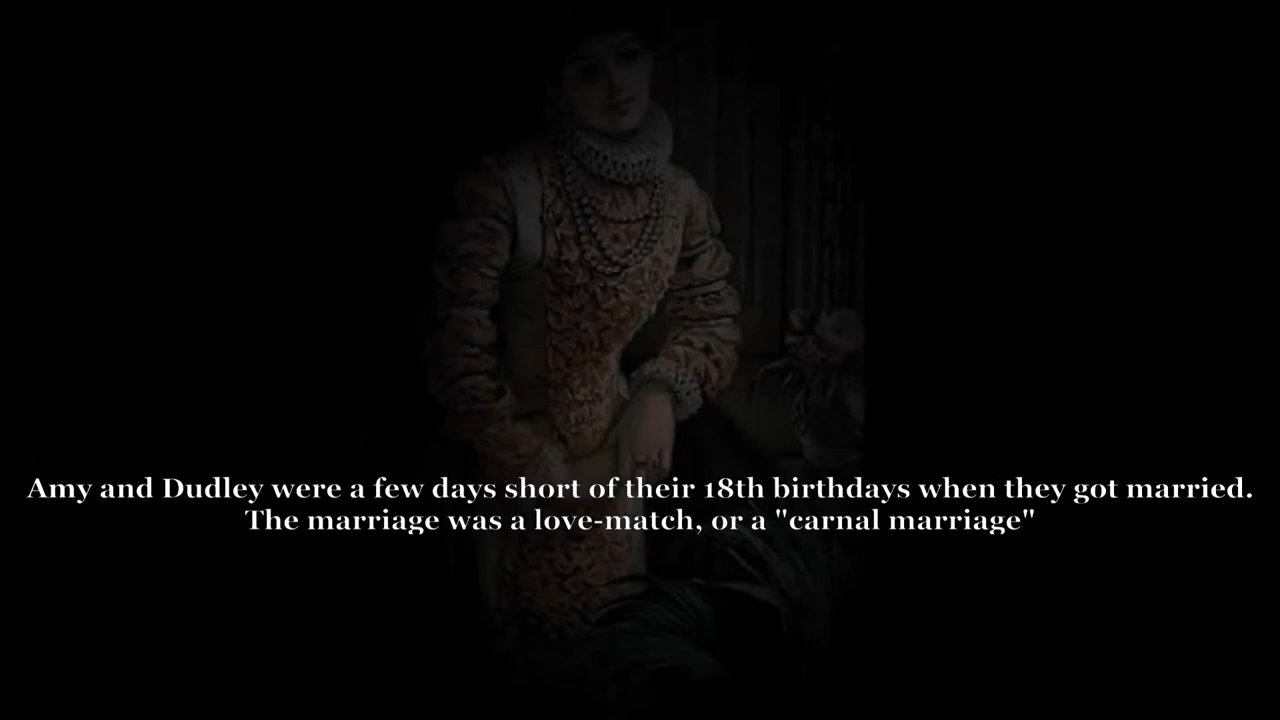 Amy and Dudley were a few days short of their 18th birthdays when they got married.
The marriage was a love-match, or a "carnal marriage"